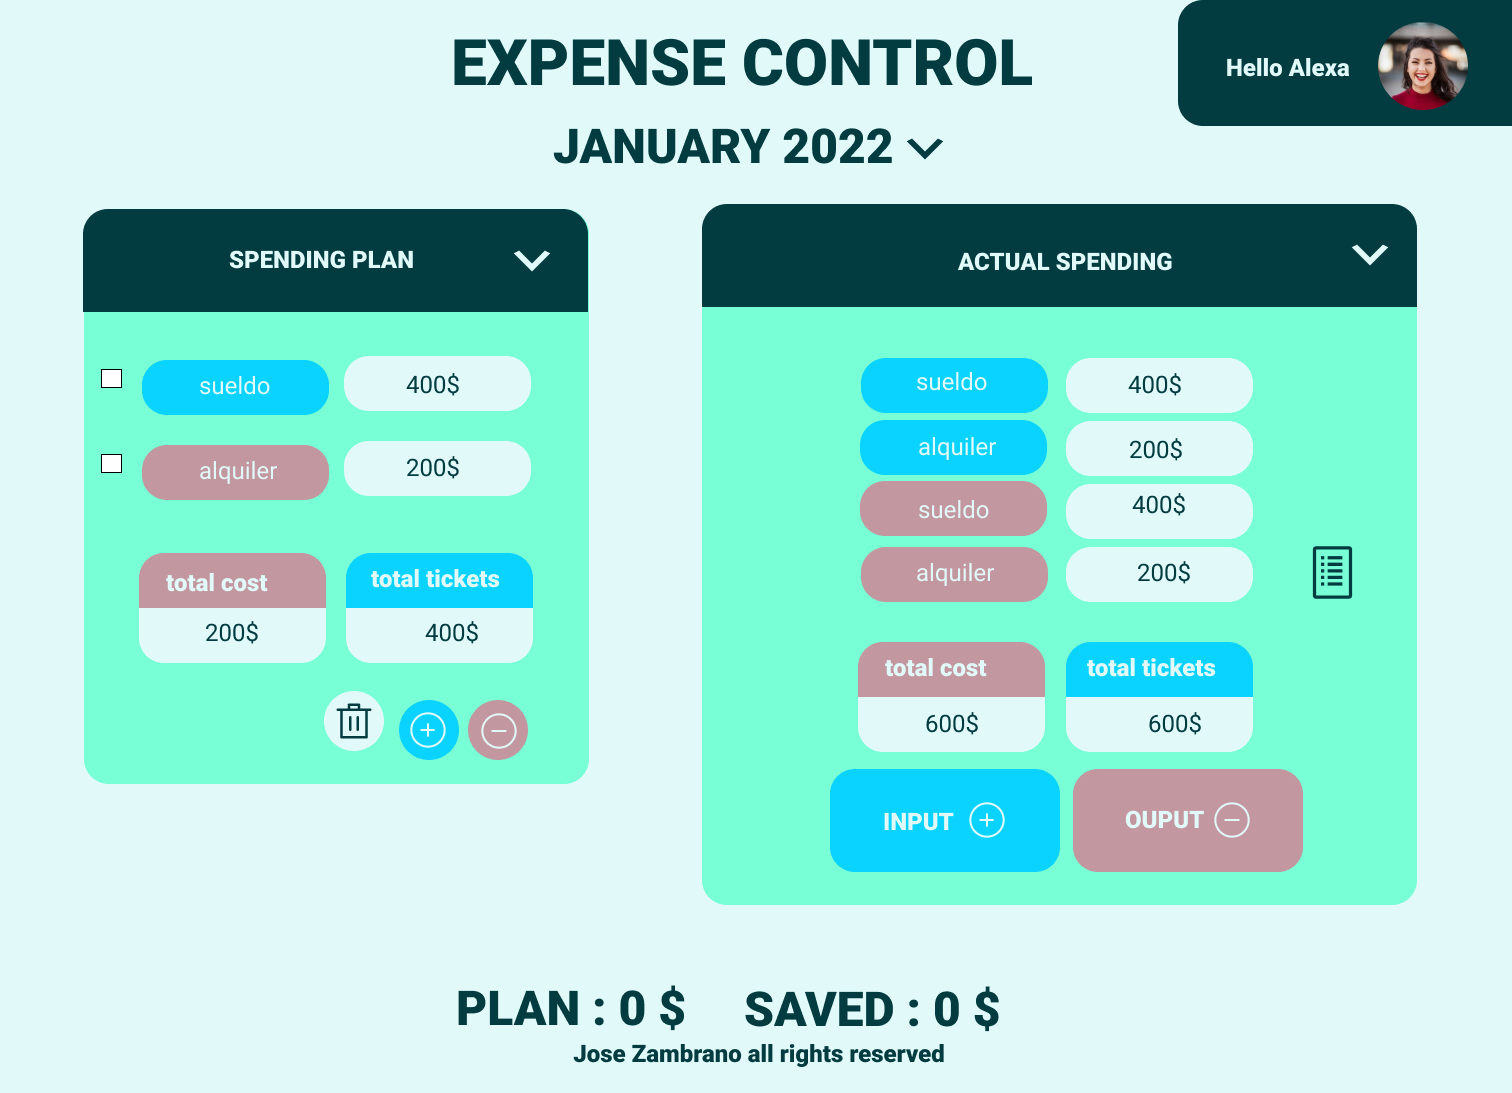 EXPENSE CONTROL
Hello Alexa
JANUARY 2022
SPENDING PLAN
sueldo 400$
alquiler 200$
total cost total tickets
200$ 400$
ACTUAL SPENDING
sueldo 400$
alquiler 200$
sueldo 400$
alquiler 200$
total cost total tickets
600$ 600$
INPUT OUPUT
PLAN : 0 $ SAVED : 0 $
Jose Zambrano all rights reserved